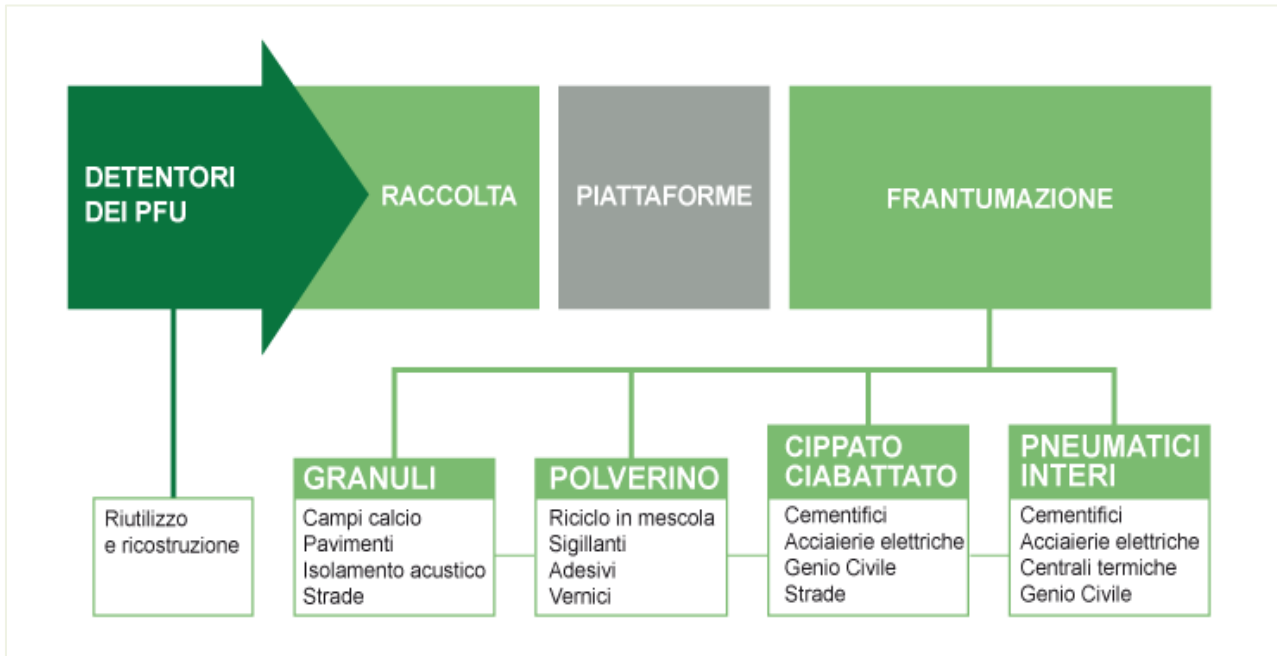 DETENTORI
DEI PFU
RACCOLTA
PIATTAFORME
FRANTUMAZIONE
Riutilizzo
e ricostruzione
GRANULI
Campi calcio
Pavimenti
Isolamento acustico
Strade
POLVERINO
Riciclo in mescola
Sigillanti
Adesivi
Vernici
CIPPATO
CIABATTATO
Cementifici
Acciaierie elettriche
Genio Civile
Strade
PNEUMATICI
INTERI
Cementifici
Acciaierie elettriche
Centrali termiche
Genio Civile